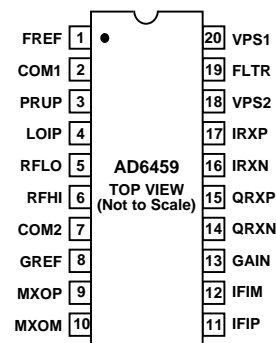 FREF 1 20 VPS1
COM1 2 19 FLTR
PRUP 3 18 VPS2
LOIP 4 17 IRXP
RFLO 5 AD6459 16 IRXN
RFHI 6 TOP VIEW (Not to Scale) 15 QRXP
COM2 7 14 QRXN
GREF 8 13 GAIN
MXOP 9 12 IFIM
MXOM 10 11 IFIP